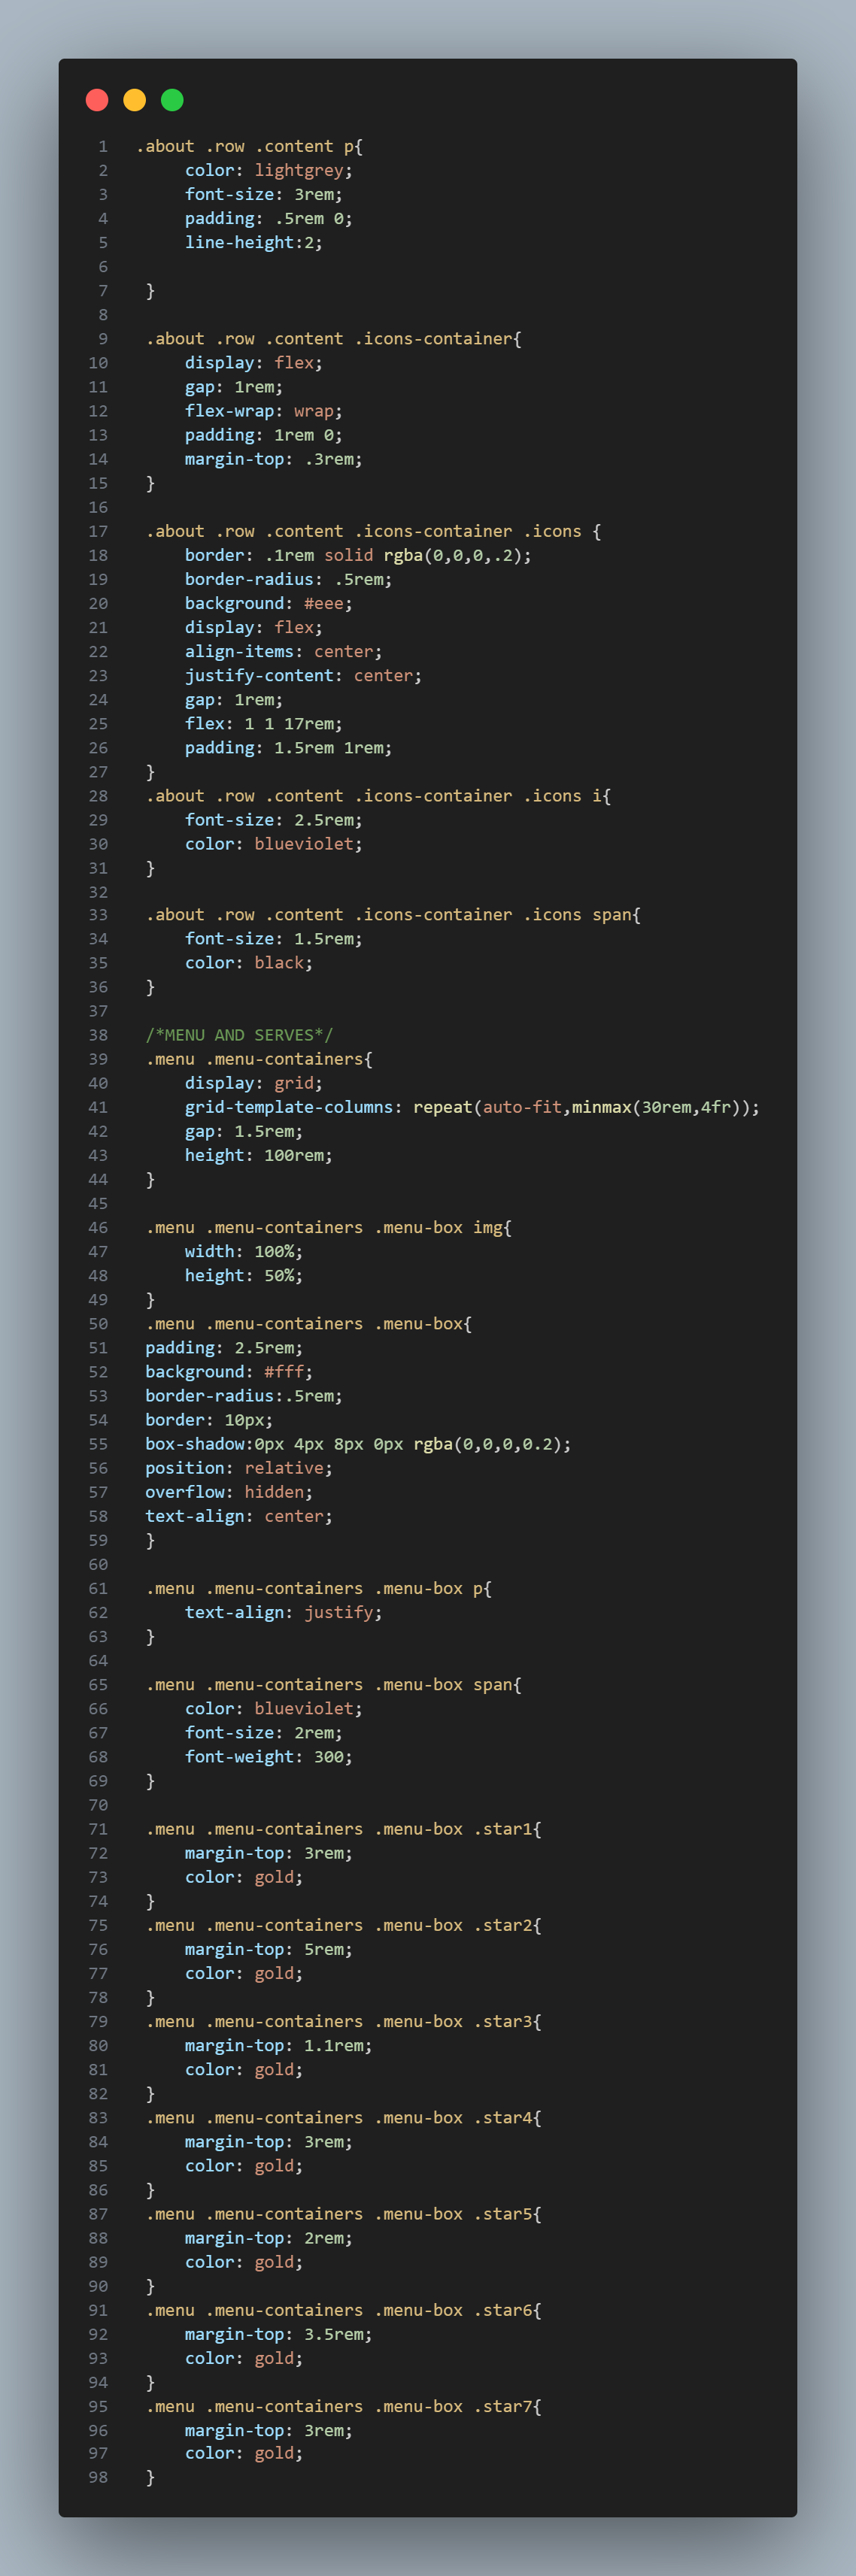 1 .about .row .content p{
2 color: lightgrey;
3 font-size: 3rem;
4 padding: .5rem 0;
5 line-height:2;
6
7 }
8
9 .about .row .content .icons-container{
10 display: flex;
11 gap: 1rem;
12 flex-wrap: wrap;
13 padding: 1rem 0;
14 margin-top: .3rem;
15 }
16
17 .about .row .content .icons-container .icons {
18 border: .1rem solid rgba(0,0,0,.2);
19 border-radius: .5rem;
20 background: #eee;
21 display: flex;
22 align-items: center;
23 justify-content: center;
24 gap: 1rem;
25 flex: 1 1 17rem;
26 padding: 1.5rem 1rem;
27 }
28 .about .row .content .icons-container .icons i{
29 font-size: 2.5rem;
30 color: blueviolet;
31 }
32
33 .about .row .content .icons-container .icons span{
34 font-size: 1.5rem;
35 color: black;
36 }
37
38 /*MENU AND SERVES*/
39 .menu .menu-containers{
40 display: grid;
41 grid-template-columns: repeat(auto-fit,minmax(30rem,4fr));
42 gap: 1.5rem;
43 height: 100rem;
44 }
45
46 .menu .menu-containers .menu-box img{
47 width: 100%;
48 height: 50%;
49 }
50 .menu .menu-containers .menu-box{
51 padding: 2.5rem;
52 background: #fff;
53 border-radius:.5rem;
54 border: 10px;
55 box-shadow:0px 4px 8px 0px rgba(0,0,0,0.2);
56 position: relative;
57 overflow: hidden;
58 text-align: center;
59 }
60
61 .menu .menu-containers .menu-box p{
62 text-align: justify;
63 }
64
65 .menu .menu-containers .menu-box span{
66 color: blueviolet;
67 font-size: 2rem;
68 font-weight: 300;
69 }
70
71 .menu .menu-containers .menu-box .star1{
72 margin-top: 3rem;
73 color: gold;
74 }
75 .menu .menu-containers .menu-box .star2{
76 margin-top: 5rem;
77 color: gold;
78 }
79 .menu .menu-containers .menu-box .star3{
80 margin-top: 1.1rem;
81 color: gold;
82 }
83 .menu .menu-containers .menu-box .star4{
84 margin-top: 3rem;
85 color: gold;
86 }
87 .menu .menu-containers .menu-box .star5{
88 margin-top: 2rem;
89 color: gold;
90 }
91 .menu .menu-containers .menu-box .star6{
92 margin-top: 3.5rem;
93 color: gold;
94 }
95 .menu .menu-containers .menu-box .star7{
96 margin-top: 3rem;
97 color: gold;
98 }